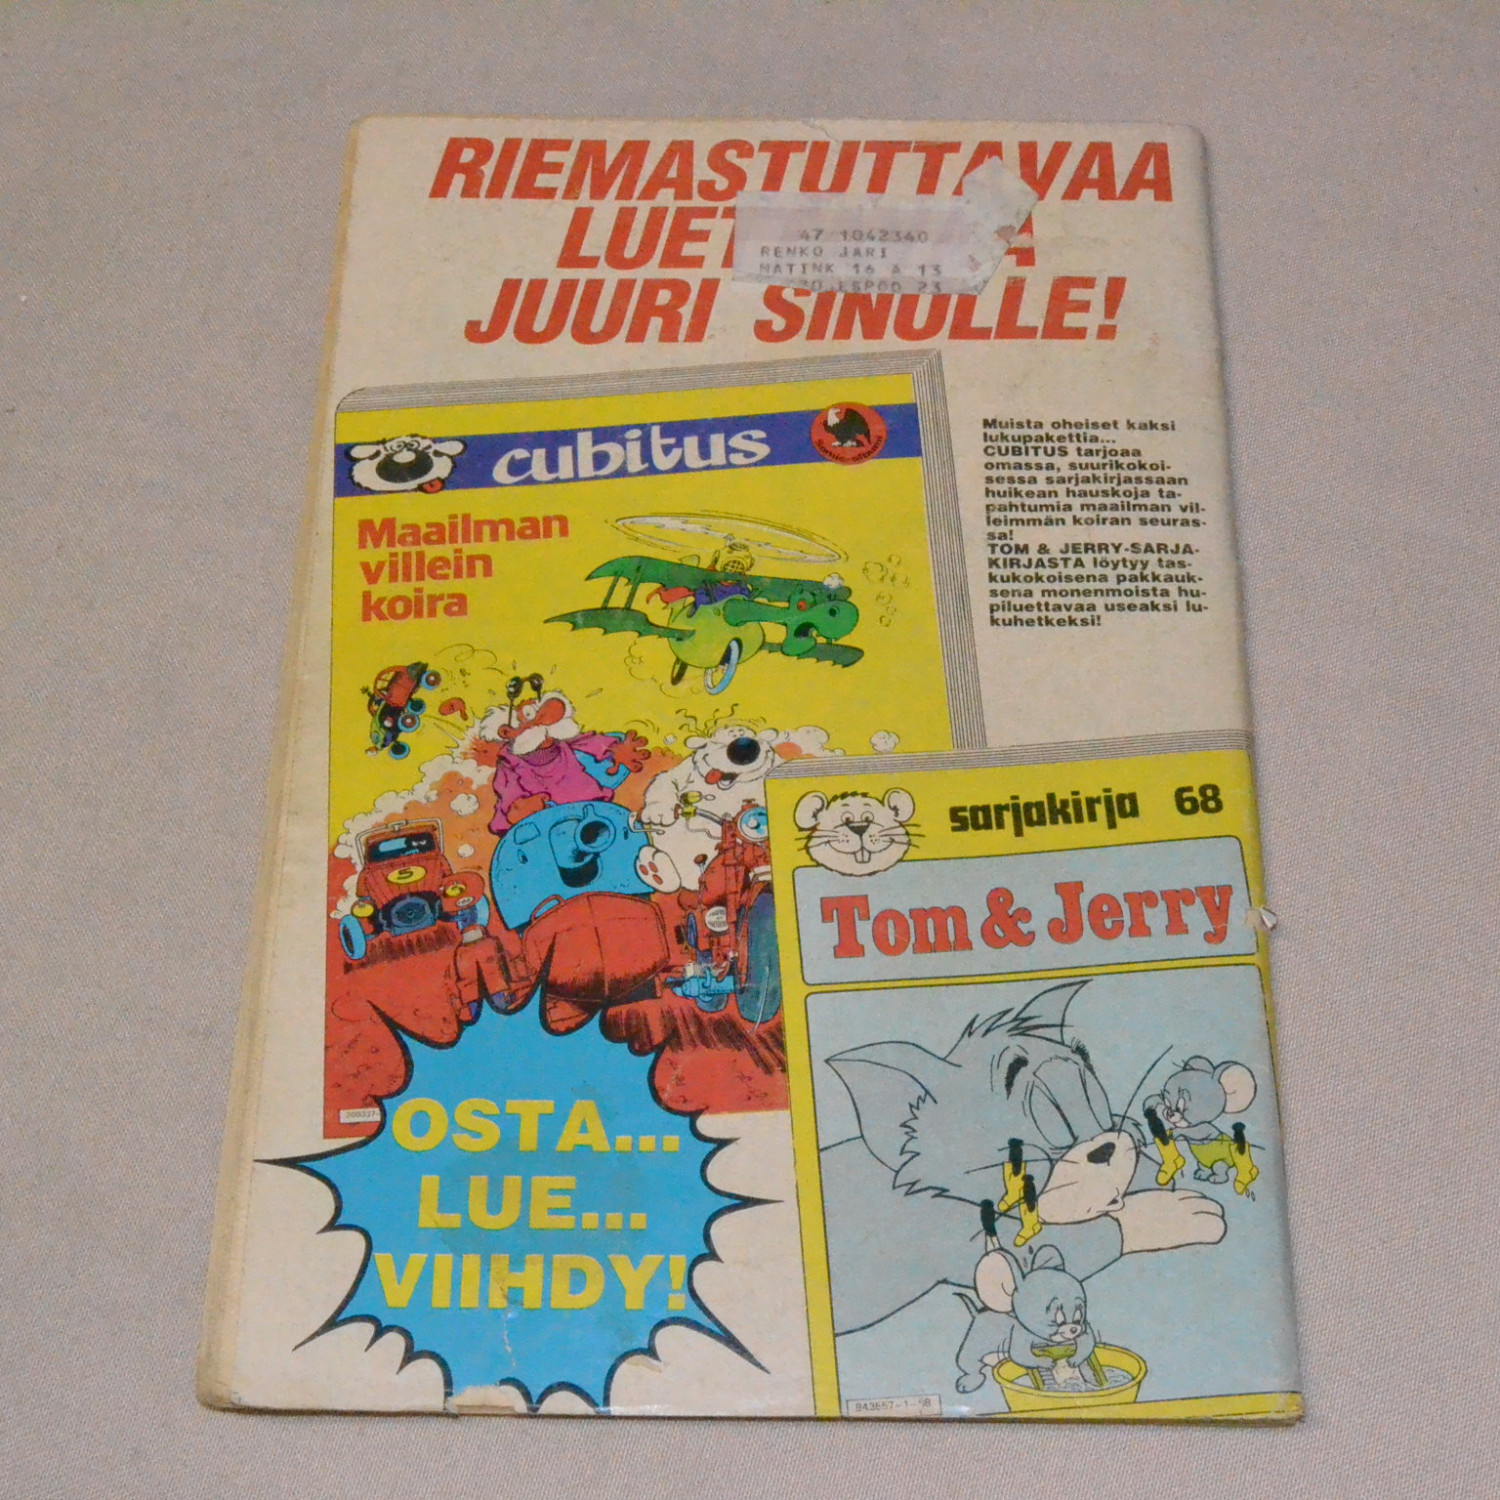 RIEMASTUTTAVAA
LUET
JUURI SINULLE!
47 1042340
RENKO JARI
MATINK 16 A 13
ESPOO 23
cubitus
Maailman
villein
koira
Muista oheiset kaksi
lukupakettia...
CUBITUS tarjoaa
omassa, suurikokoi-
sessa sarjakirjassaan
huikean hauskoja ta-
pahtumia maailman vil-
leimmän koiran seuras-
sa!
TOM & JERRY-SARJA-
KIRJASTA löytyy tas-
kukokoisena pakkauk-
sena monenmoista hu-
piluettavaa useaksi lu-
kuhetkeksi!
5
sarjakirja 68
Tom & Jerry
OSTA...
LUE...
VIIHDY!